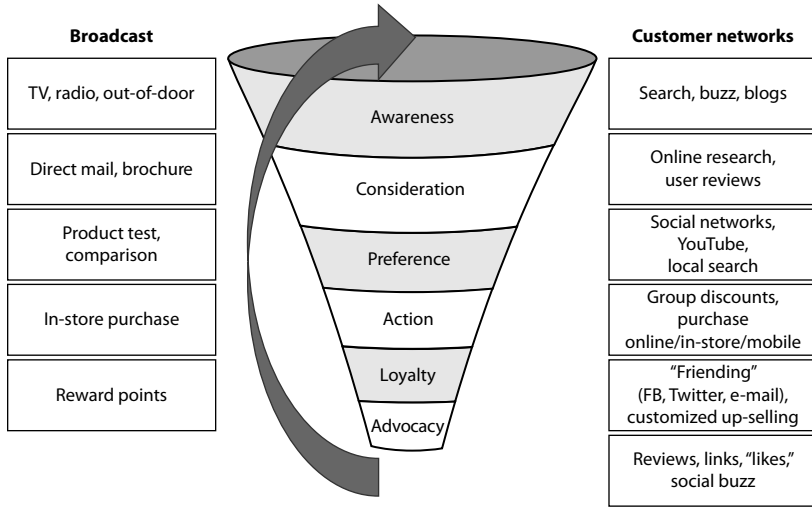 Broadcast
TV, radio, out-of-door
Direct mail, brochure
Product test,
comparison
In-store purchase
Reward points
Awareness
Consideration
Preference
Action
Loyalty
Advocacy
Customer networks
Search, buzz, blogs
Online research,
user reviews
Social networks,
YouTube,
local search
Group discounts,
purchase
online/in-store/mobile
“Friending”
(FB, Twitter, e-mail),
customized up-selling
Reviews, links, “likes,”
social buzz